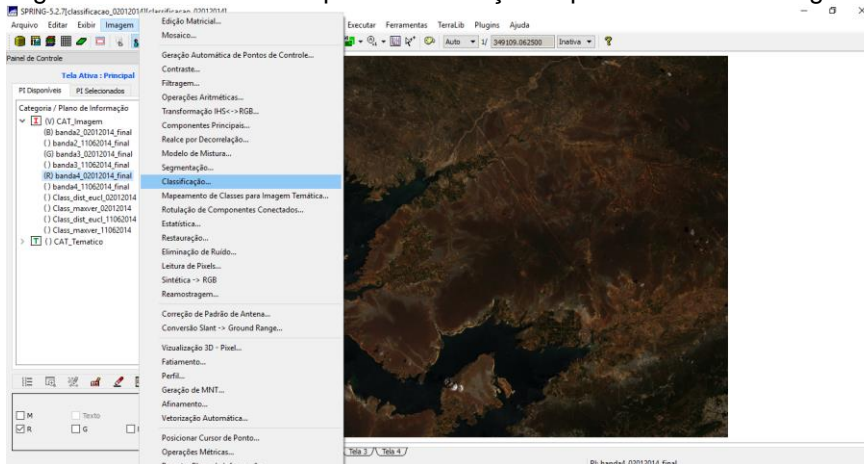 SPRING-5.2.7[classificacao_02012014][classificacao_02012014]
Arquivo Editar Exibir Imagem Executar Ferramentas TerraLib Plugins Ajuda
Auto 1/ 349109.062500 Inativa
Painel de Controle
Tela Ativa : Principal
PI Disponíveis PI Selecionados
Categoria / Plano de Informação
(V) CAT_Imagem
(B) banda2_02012014_final
( ) banda2_11062014_final
(G) banda3_02012014_final
( ) banda3_11062014_final
(R) banda4_02012014_final
( ) banda4_11062014_final
( ) Class_dist_eucl_02012014
( ) Class_maxver_02012014
( ) Class_dist_eucl_11062014
( ) Class_maxver_11062014
( ) CAT_Tematico
M Texto
R G
Edição Matricial...
Mosaico...
Geração Automática de Pontos de Controle...
Contraste...
Filtragem...
Operações Aritméticas...
Transformação IHS<->RGB...
Componentes Principais...
Realce por Decorrelação...
Modelo de Mistura...
Segmentação...
Classificação...
Mapeamento de Classes para Imagem Temática...
Rotulação de Componentes Conectados...
Estatística...
Restauração...
Eliminação de Ruído...
Leitura de Pixels...
Sintética -> RGB
Reamostragem...
Correção de Padrão de Antena...
Conversão Slant -> Ground Range...
Visualização 3D - Pixel...
Fatiamento...
Perfil...
Geração de MNT...
Afinamento...
Vetorização Automática...
Posicionar Cursor de Ponto...
Operações Métricas...
Tela 3 Tela 4
PI: banda4_02012014_final